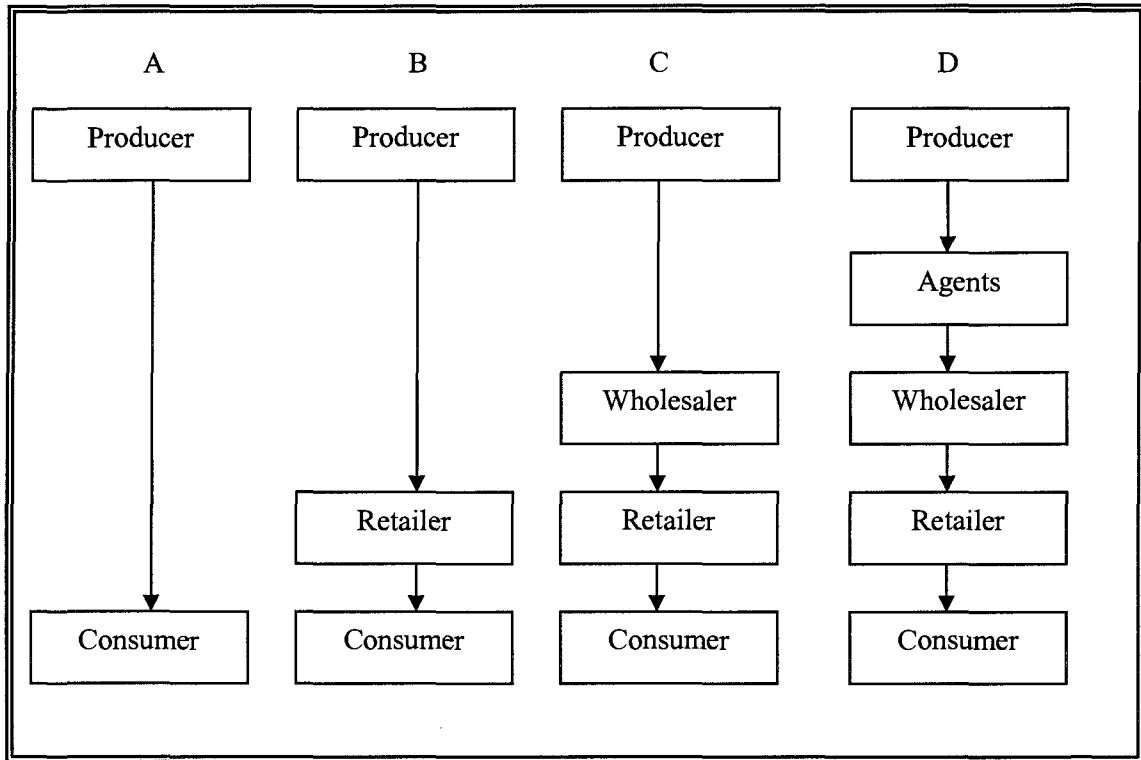 A B C D
Producer Producer Producer Producer
Agents
Wholesaler Wholesaler
Retailer Retailer Retailer
Consumer Consumer Consumer Consumer